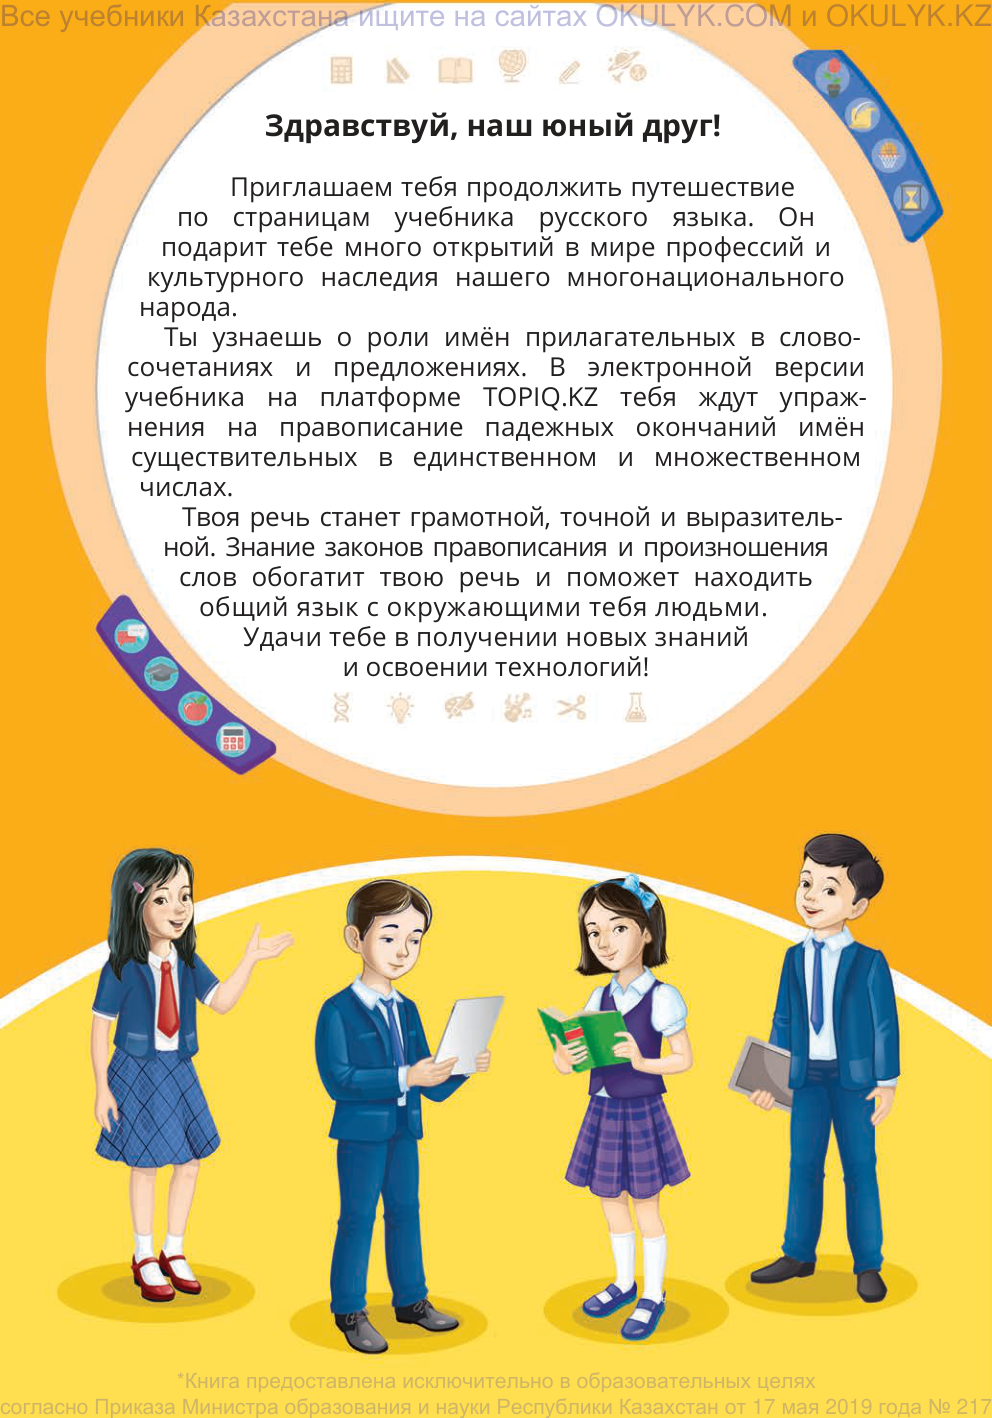 Все учебники Казахстана ищите на сайтах OKULYK.COM и OKULYK.KZ
Здравствуй, наш юный друг!
Приглашаем тебя продолжить путешествие
по страницам учебника русского языка. Он
подарит тебе много открытий в мире профессий и
культурного наследия нашего многонационального
народа.
Ты узнаешь о роли имён прилагательных в слово-
сочетаниях и предложениях. В электронной версии
учебника на платформе TOPIQ.KZ тебя ждут упраж-
нения на правописание падежных окончаний имён
существительных в единственном и множественном
числах.
Твоя речь станет грамотной, точной и выразитель-
ной. Знание законов правописания и произношения
слов обогатит твою речь и поможет находить
общий язык с окружающими тебя людьми.
Удачи тебе в получении новых знаний
и освоении технологий!
*Книга предоставлена исключительно в образовательных целях
согласно Приказа Министра образования и науки Республики Казахстан от 17 мая 2019 года № 217